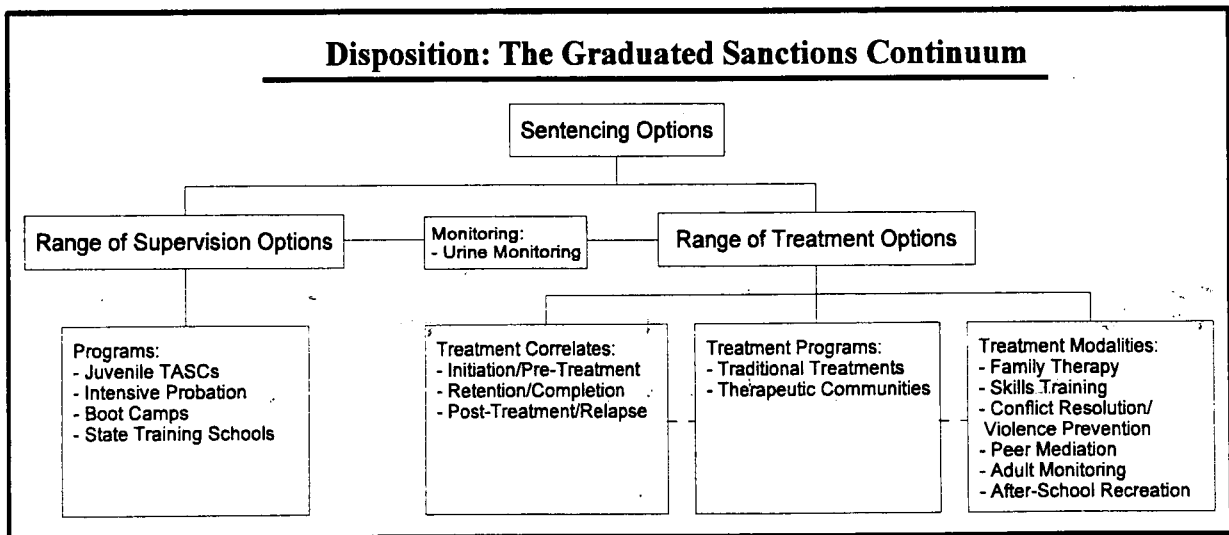 Disposition: The Graduated Sanctions Continuum
Sentencing Options
Range of Supervision Options
Monitoring:
- Urine Monitoring
Range of Treatment Options
Programs:
- Juvenile TASCs
- Intensive Probation
- Boot Camps
- State Training Schools
Treatment Correlates:
- Initiation/Pre-Treatment
- Retention/Completion
- Post-Treatment/Relapse
Treatment Programs:
- Traditional Treatments
- Therapeutic Communities
Treatment Modalities:
- Family Therapy
- Skills Training
- Conflict Resolution/
Violence Prevention
- Peer Mediation
- Adult Monitoring
- After-School Recreation